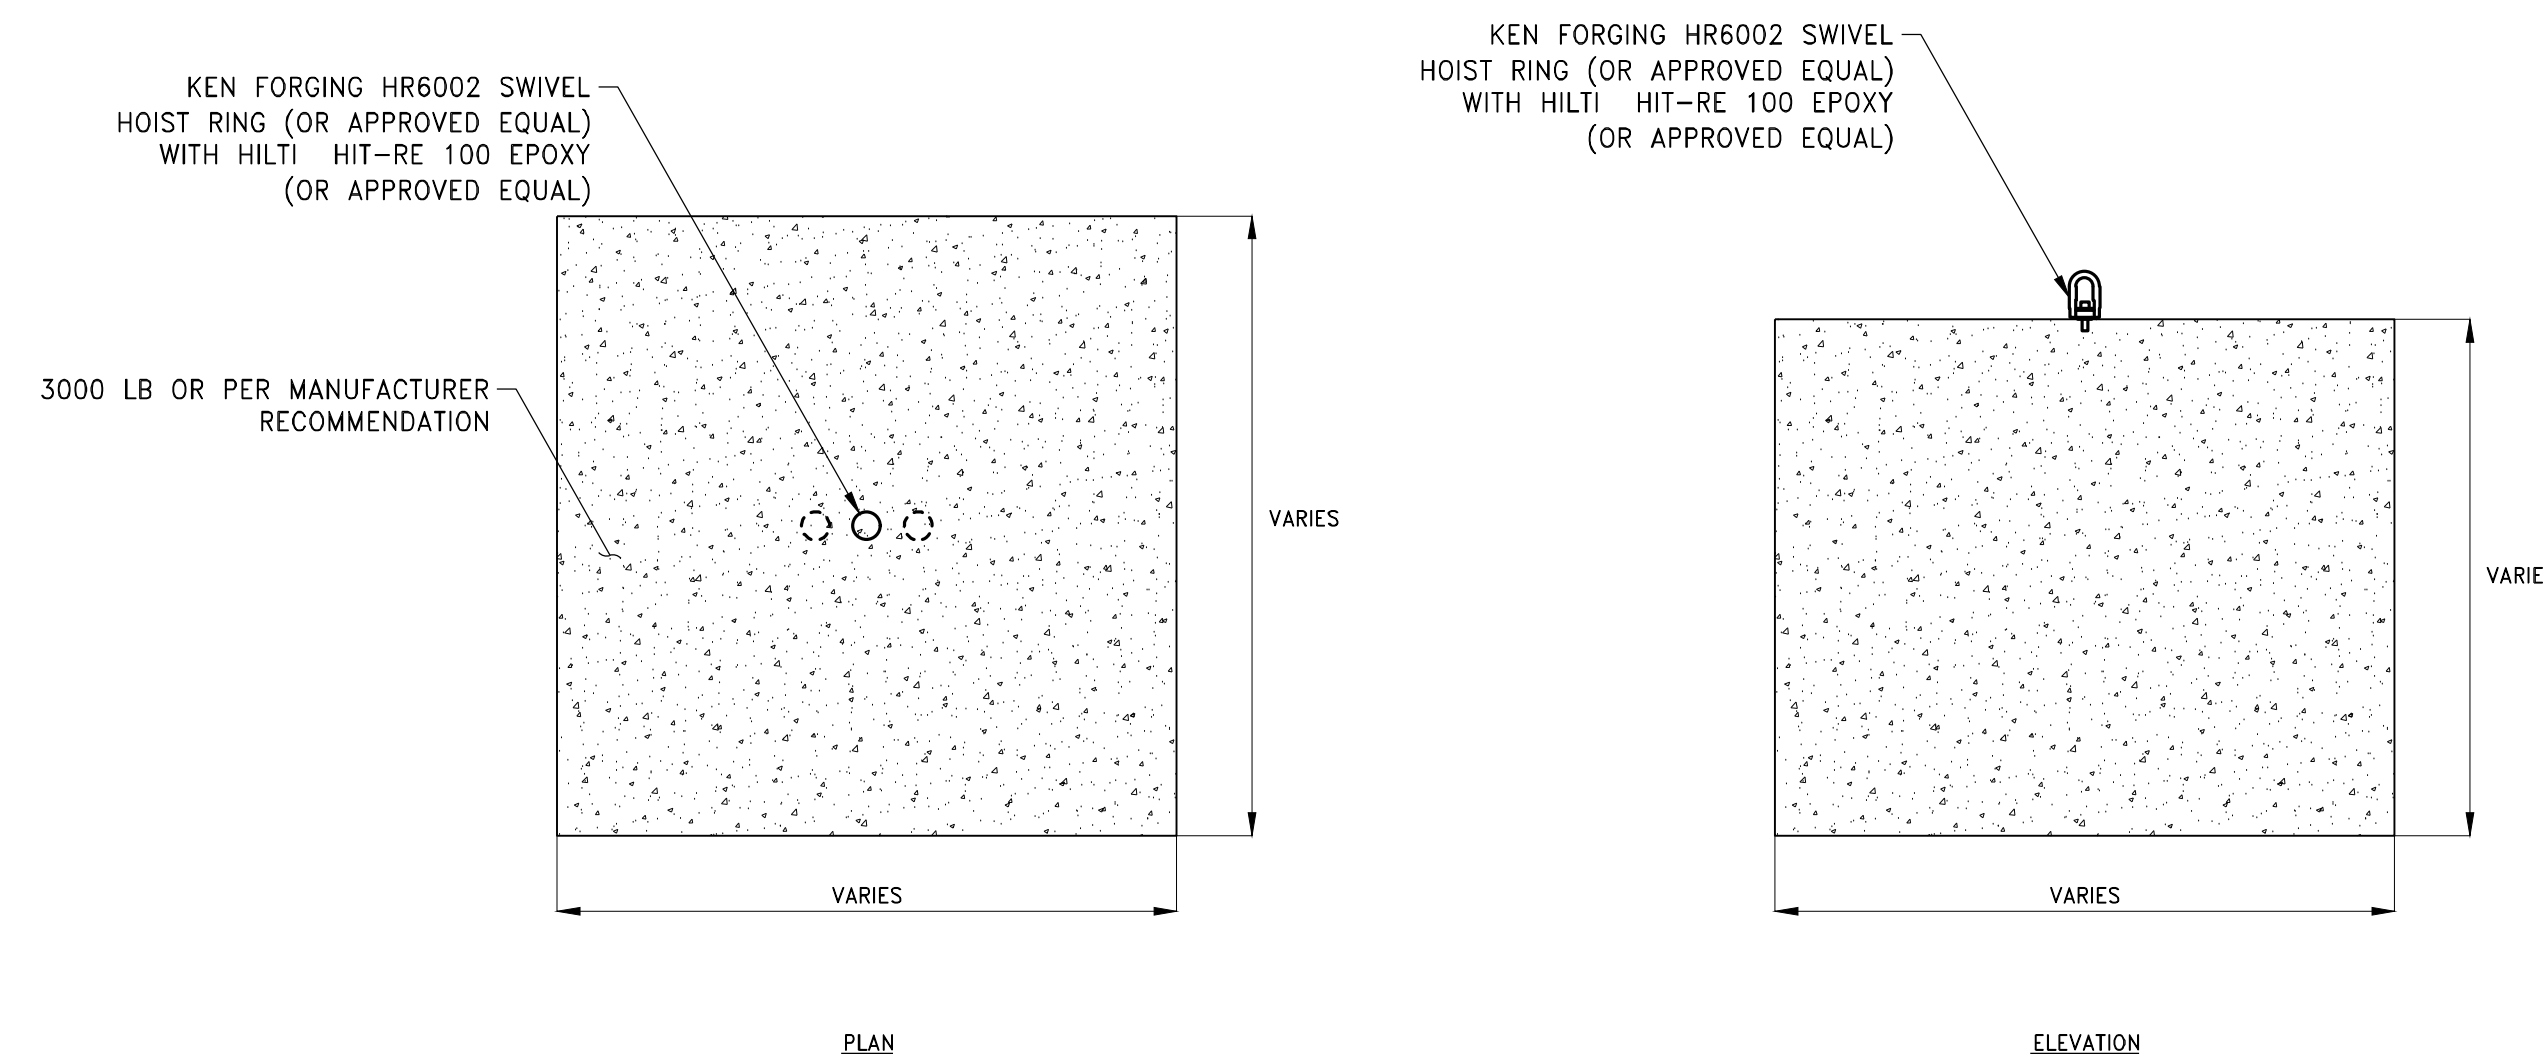 KEN FORGING HR6002 SWIVEL
HOIST RING (OR APPROVED EQUAL)
WITH HILTI HIT-RE 100 EPOXY
(OR APPROVED EQUAL)
3000 LB OR PER MANUFACTURER
RECOMMENDATION
VARIES
VARIES
PLAN
KEN FORGING HR6002 SWIVEL
HOIST RING (OR APPROVED EQUAL)
WITH HILTI HIT-RE 100 EPOXY
(OR APPROVED EQUAL)
VARIE
VARIES
ELEVATION